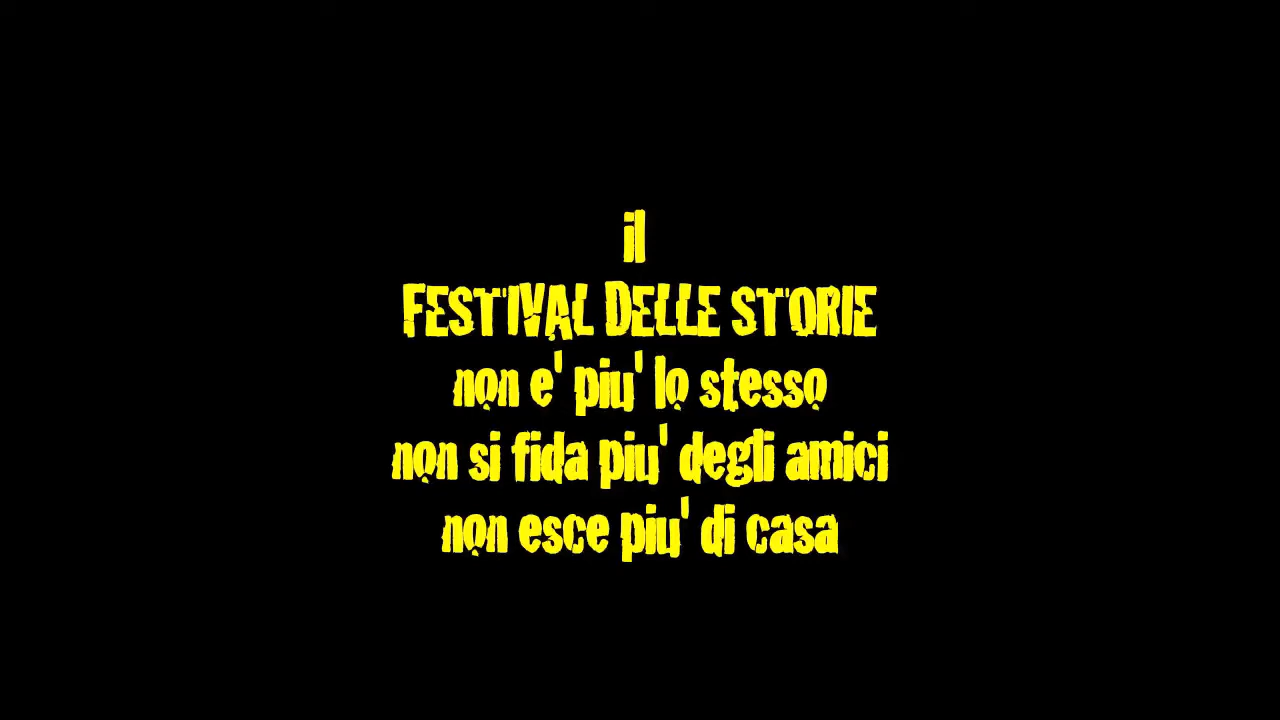 il
FESTIVAL DELLE STORIE
non e' piu' lo stesso
non si fida piu' degli amici
non esce piu' di casa